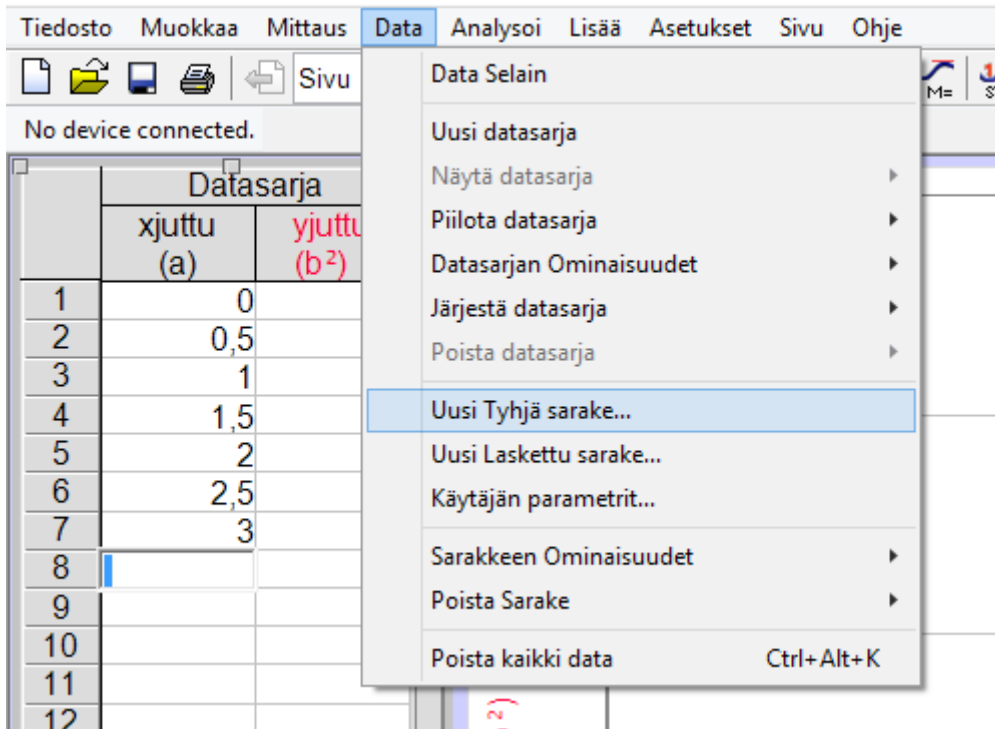 Tiedosto Muokkaa Mittaus Data Analysoi Lisää Asetukset Sivu Ohje
Sivu
M=
No device connected.
Datasarja
xjuttu
(a)
yjuttu
(b²)
1 0
2 0,5
3 1
4 1,5
5 2
6 2,5
7 3
8
9
10
11
12
Data Selain
Uusi datasarja
Näytä datasarja
Piilota datasarja
Datasarjan Ominaisuudet
Järjestä datasarja
Poista datasarja
Uusi Tyhjä sarake...
Uusi Laskettu sarake...
Käytäjän parametrit...
Sarakkeen Ominaisuudet
Poista Sarake
Poista kaikki data Ctrl+Alt+K
²)